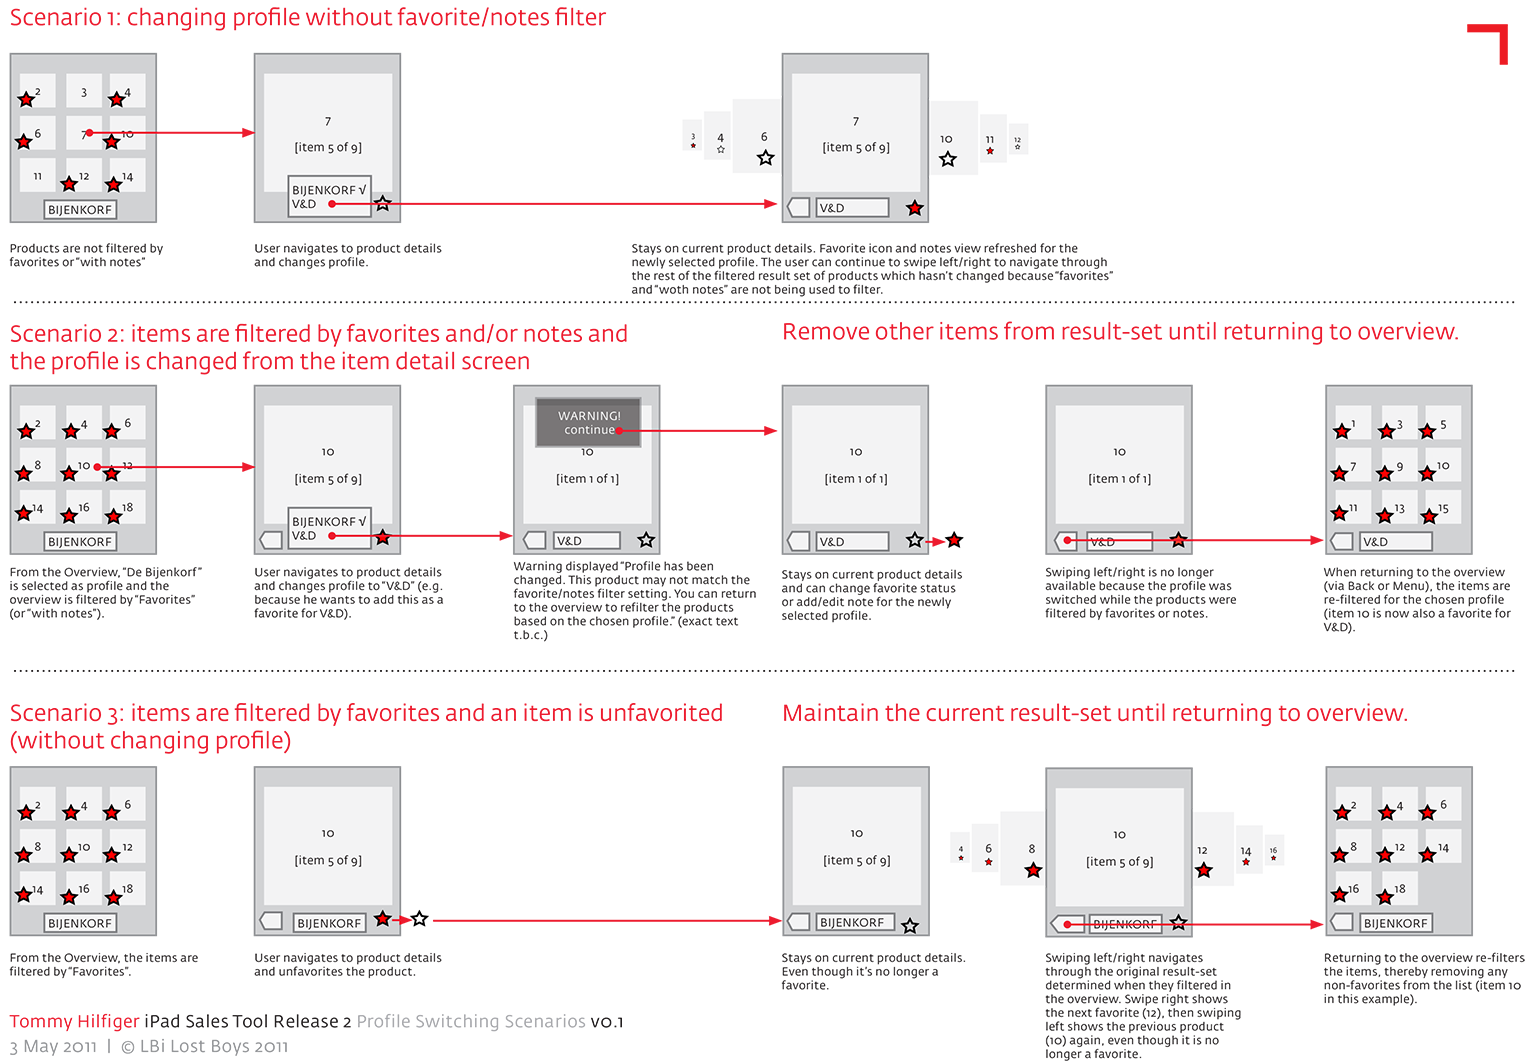 Scenario 1: changing profile without favorite/notes filter
2 3 4
6 7 10
11 12 14
BIJENKORF
7
[item 5 of 9]
BIJENKORF √
V&D
3 4 6
7
[item 5 of 9]
10 11 12
V&D
Products are not filtered by
favorites or “with notes”
User navigates to product details
and changes profile.
Stays on current product details. Favorite icon and notes view refreshed for the
newly selected profile. The user can continue to swipe left/right to navigate through
the rest of the filtered result set of products which hasn’t changed because “favorites”
and “woth notes” are not being used to filter.
Scenario 2: items are filtered by favorites and/or notes and
the profile is changed from the item detail screen
Remove other items from result-set until returning to overview.
2 4 6
8 10 12
14 16 18
BIJENKORF
10
[item 5 of 9]
BIJENKORF √
V&D
WARNING!
continue
10
[item 1 of 1]
V&D
10
[item 1 of 1]
V&D
10
[item 1 of 1]
V&D
1 3 5
7 9 10
11 13 15
V&D
From the Overview, “De Bijenkorf”
is selected as profile and the
overview is filtered by “Favorites”
(or “with notes”).
User navigates to product details
and changes profile to “V&D” (e.g.
because he wants to add this as a
favorite for V&D).
Warning displayed “Profile has been
changed. This product may not match the
favorite/notes filter setting. You can return
to the overview to refilter the products
based on the chosen profile.” (exact text
t.b.c.)
Stays on current product details
and can change favorite status
or add/edit note for the newly
selected profile.
Swiping left/right is no longer
available because the profile was
switched while the products were
filtered by favorites or notes.
When returning to the overview
(via Back or Menu), the items are
re-filtered for the chosen profile
(item 10 is now also a favorite for
V&D).
Scenario 3: items are filtered by favorites and an item is unfavorited
(without changing profile)
Maintain the current result-set until returning to overview.
2 4 6
8 10 12
14 16 18
BIJENKORF
10
[item 5 of 9]
BIJENKORF
10
[item 5 of 9]
BIJENKORF
4 6 8
10
[item 5 of 9]
12 14 16
BIJENKORF
2 4 6
8 12 14
16 18
BIJENKORF
From the Overview, the items are
filtered by “Favorites”.
User navigates to product details
and unfavorites the product.
Stays on current product details.
Even though it’s no longer a
favorite.
Swiping left/right navigates
through the original result-set
determined when they filtered in
the overview. Swipe right shows
the next favorite (12), then swiping
left shows the previous product
(10) again, even though it is no
longer a favorite.
Returning to the overview re-filters
the items, thereby removing any
non-favorites from the list (item 10
in this example).
Tommy Hilfiger iPad Sales Tool Release 2 Profile Switching Scenarios v0.1
3 May 2011 | © LBi Lost Boys 2011